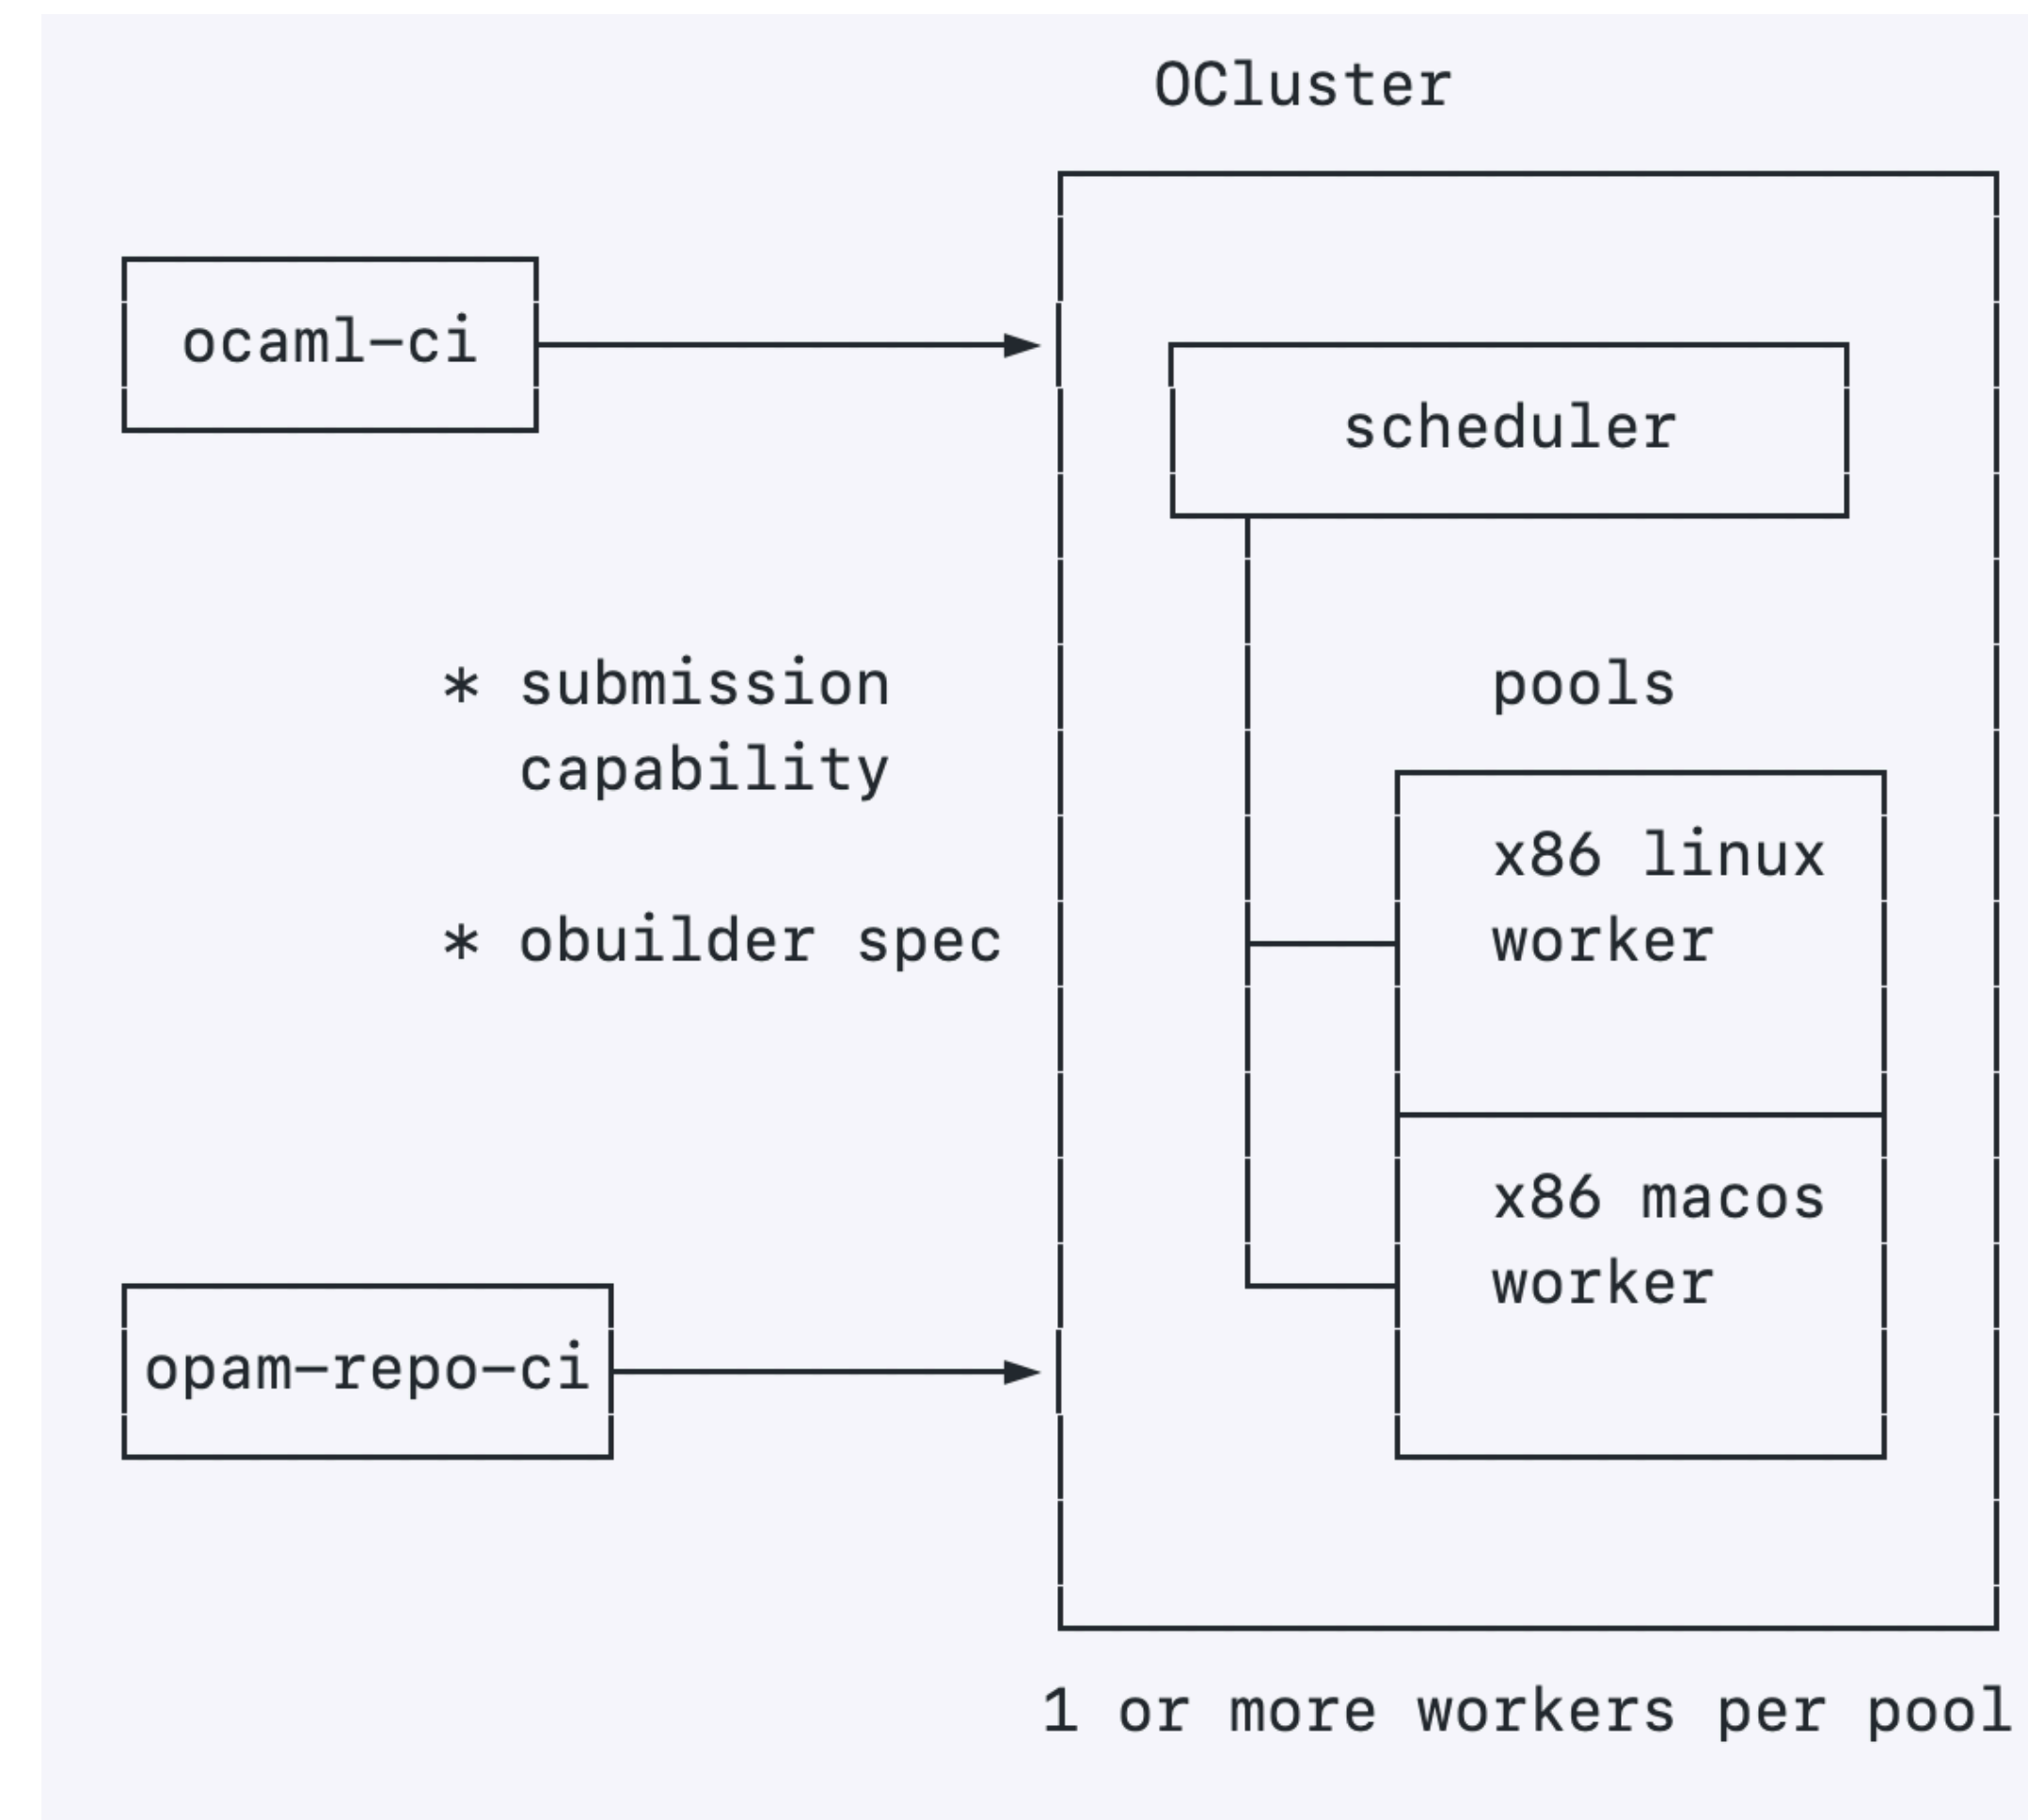 OCluster
ocaml-ci
scheduler
* submission
capability
* obuilder spec
pools
x86 linux
worker
x86 macos
worker
opam-repo-ci
1 or more workers per pool